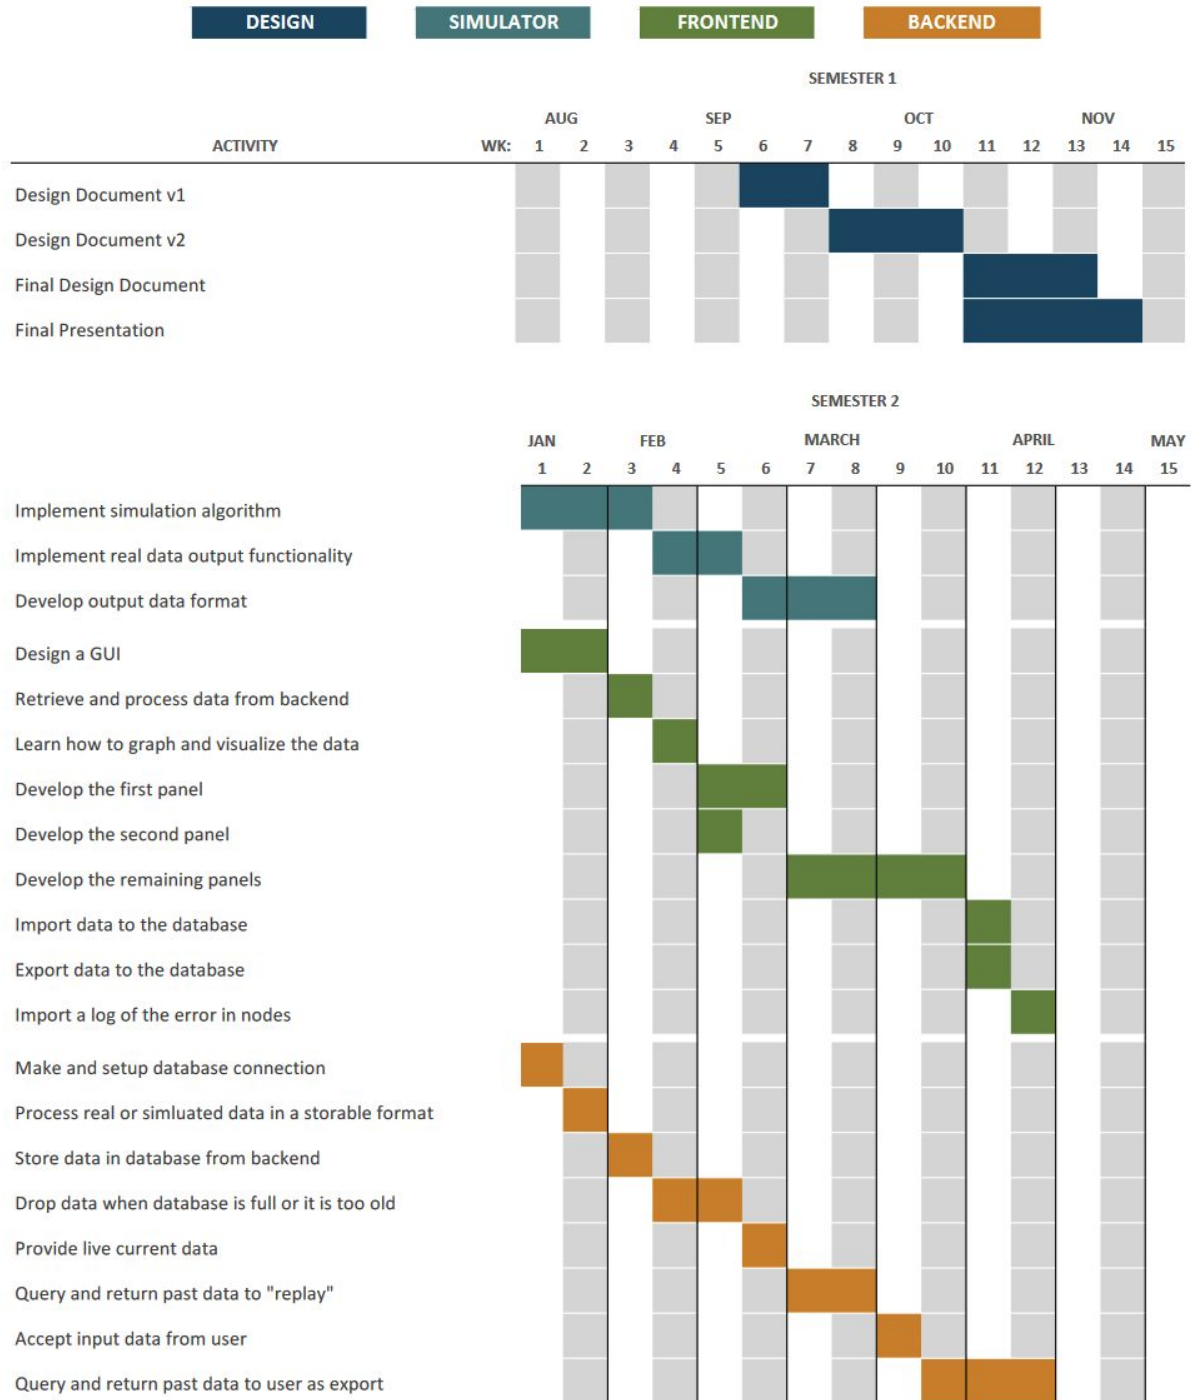 DESIGN SIMULATOR FRONTEND BACKEND
SEMESTER 1
AUG SEP OCT NOV
ACTIVITY WK: 1 2 3 4 5 6 7 8 9 10 11 12 13 14 15
Design Document v1
Design Document v2
Final Design Document
Final Presentation
SEMESTER 2
JAN FEB MARCH APRIL MAY
1 2 3 4 5 6 7 8 9 10 11 12 13 14 15
Implement simulation algorithm
Implement real data output functionality
Develop output data format
Design a GUI
Retrieve and process data from backend
Learn how to graph and visualize the data
Develop the first panel
Develop the second panel
Develop the remaining panels
Import data to the database
Export data to the database
Import a log of the error in nodes
Make and setup database connection
Process real or simluated data in a storable format
Store data in database from backend
Drop data when database is full or it is too old
Provide live current data
Query and return past data to "replay"
Accept input data from user
Query and return past data to user as export